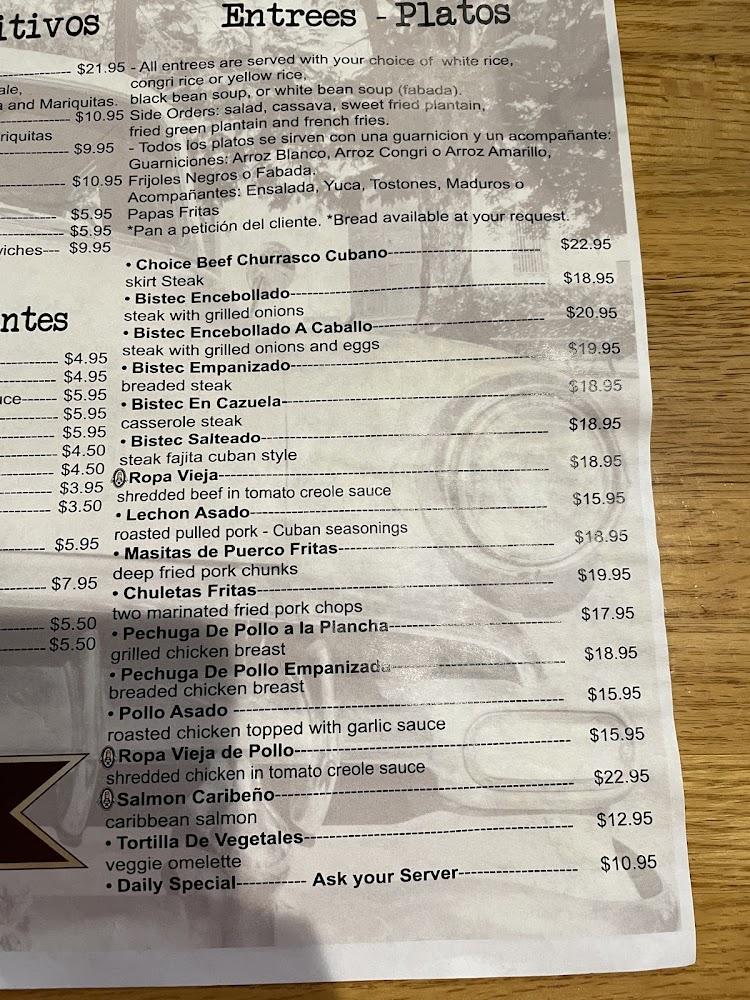 itivos
$21.95
ale,
a and Mariquitas.
$10.95
riquitas
$9.95
$10.95
$5.95
$5.95
viches--- $9.95
ntes
$4.95
$4.95
uce------ $5.95
$5.95
$5.95
$4.50
$4.50
$3.95
$3.50
$5.95
$7.95
$5.50
$5.50
Entrees - Platos
- All entrees are served with your choice of white rice,
congri rice or yellow rice,
black bean soup, or white bean soup (fabada).
Side Orders: salad, cassava, sweet fried plantain,
fried green plantain and french fries.
- Todos los platos se sirven con una guarnicion y un acompañante:
Guarniciones: Arroz Blanco, Arroz Congri o Arroz Amarillo,
Frijoles Negros o Fabada.
Acompañantes: Ensalada, Yuca, Tostones, Maduros o
Papas Fritas
*Pan a petición del cliente. *Bread available at your request.
• Choice Beef Churrasco Cubano $22.95
skirt Steak
• Bistec Encebollado $18.95
steak with grilled onions
• Bistec Encebollado A Caballo $20.95
steak with grilled onions and eggs
• Bistec Empanizado $19.95
breaded steak
• Bistec En Cazuela $18.95
casserole steak
• Bistec Salteado $18.95
steak fajita cuban style
Ropa Vieja $18.95
shredded beef in tomato creole sauce
• Lechon Asado $15.95
roasted pulled pork - Cuban seasonings
• Masitas de Puerco Fritas $18.95
deep fried pork chunks
• Chuletas Fritas $19.95
two marinated fried pork chops
• Pechuga De Pollo a la Plancha $17.95
grilled chicken breast
• Pechuga De Pollo Empanizada $18.95
breaded chicken breast
• Pollo Asado $15.95
roasted chicken topped with garlic sauce
Ropa Vieja de Pollo $15.95
shredded chicken in tomato creole sauce
Salmon Caribeño $22.95
caribbean salmon
• Tortilla De Vegetales $12.95
veggie omelette
• Daily Special----------- Ask your Server $10.95